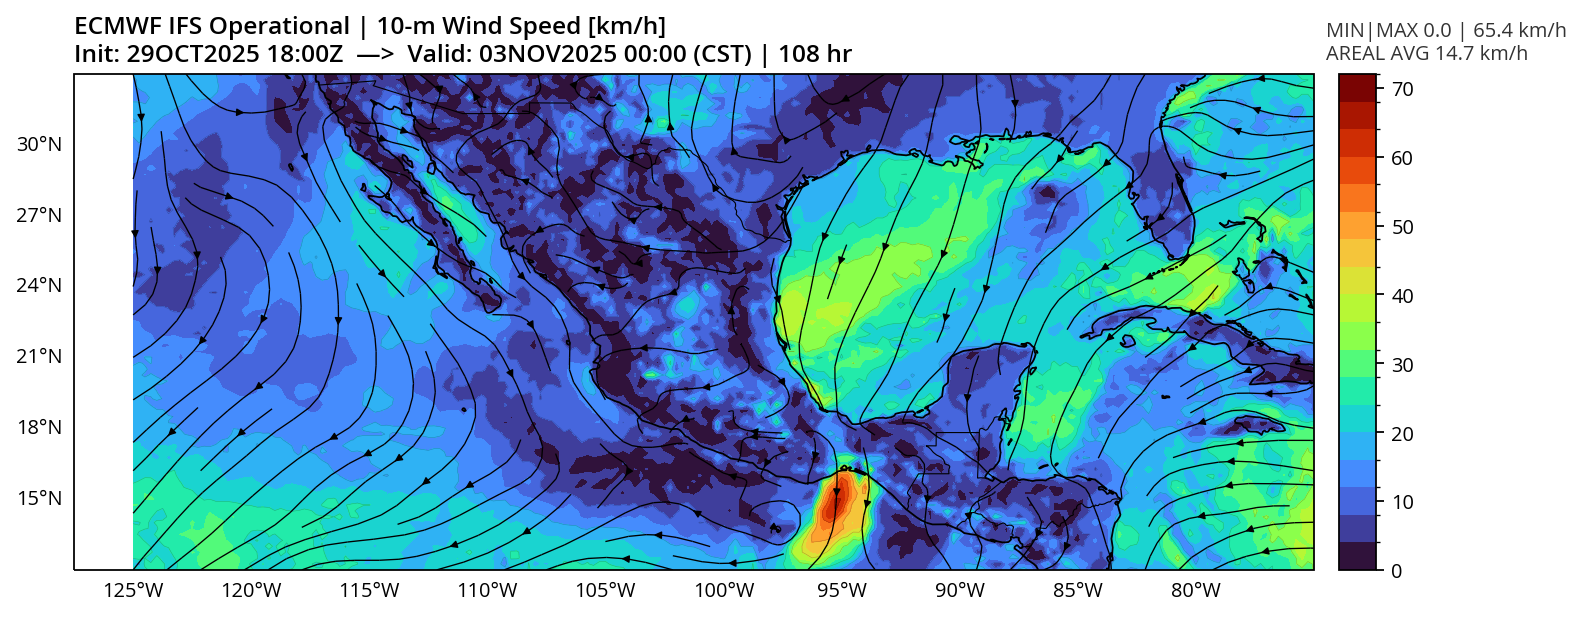 ECMWF IFS Operational | 10-m Wind Speed [km/h]
Init: 29OCT2025 18:00Z —> Valid: 03NOV2025 00:00 (CST) | 108 hr
MIN|MAX 0.0 | 65.4 km/h
AREAL AVG 14.7 km/h
30°N
27°N
24°N
21°N
18°N
15°N
125°W 120°W 115°W 110°W 105°W 100°W 95°W 90°W 85°W 80°W
70
60
50
40
30
20
10
0